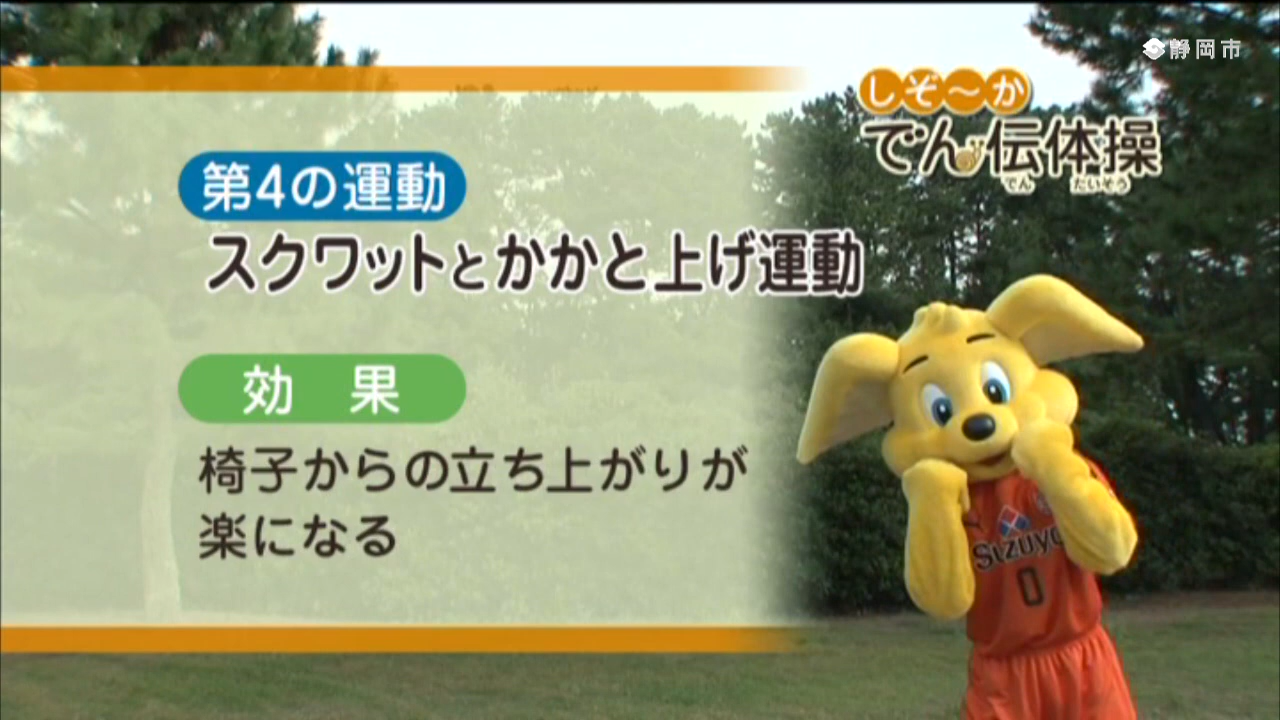 静岡市
しぞ〜か
でん伝体操
でん たいそう
第4の運動
スクワットとかかと上げ運動
効 果
椅子からの立ち上がりが
楽になる
Suzuyo
0